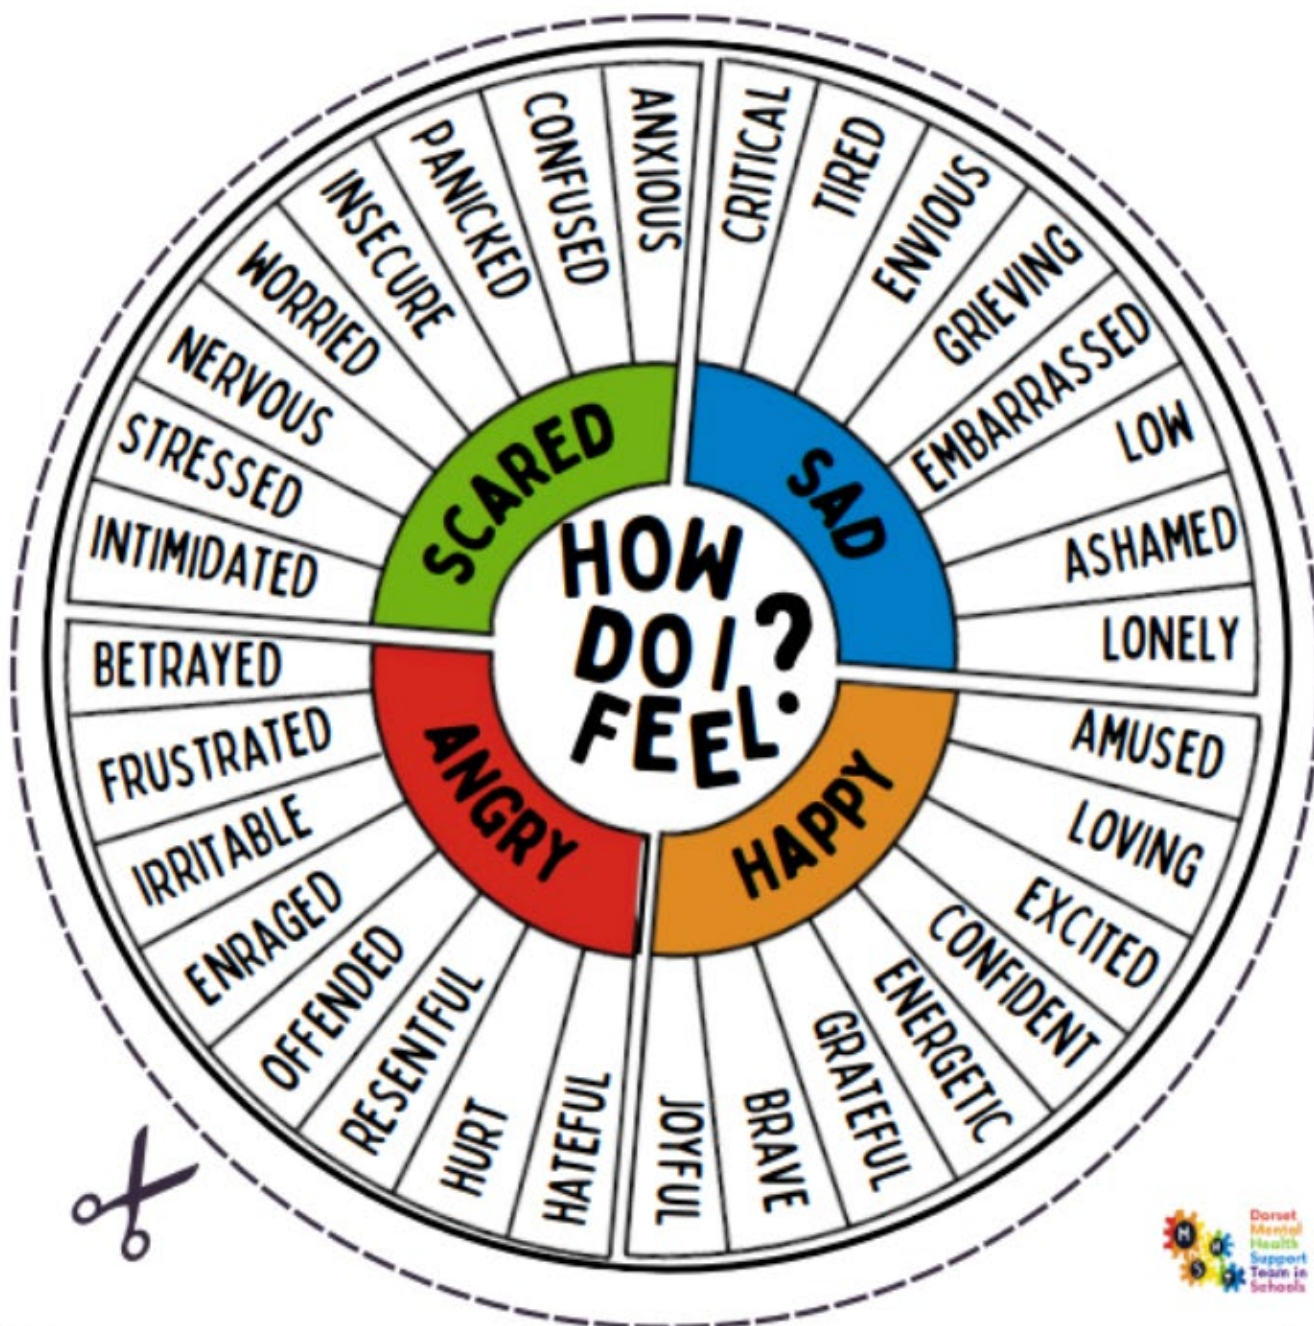 HOW
DO I
FEEL?
SAD
CRITICAL
TIRED
ENVIOUS
GRIEVING
EMBARRASSED
LOW
ASHAMED
LONELY
HAPPY
AMUSED
LOVING
EXCITED
CONFIDENT
ENERGETIC
GRATEFUL
BRAVE
JOYFUL
ANGRY
HATEFUL
HURT
RESENTFUL
OFFENDED
ENRAGED
IRRITABLE
FRUSTRATED
BETRAYED
SCARED
INTIMIDATED
STRESSED
NERVOUS
WORRIED
INSECURE
PANICKED
CONFUSED
ANXIOUS
M H
S T
Dorset
Mental
Health
Support
Team in
Schools